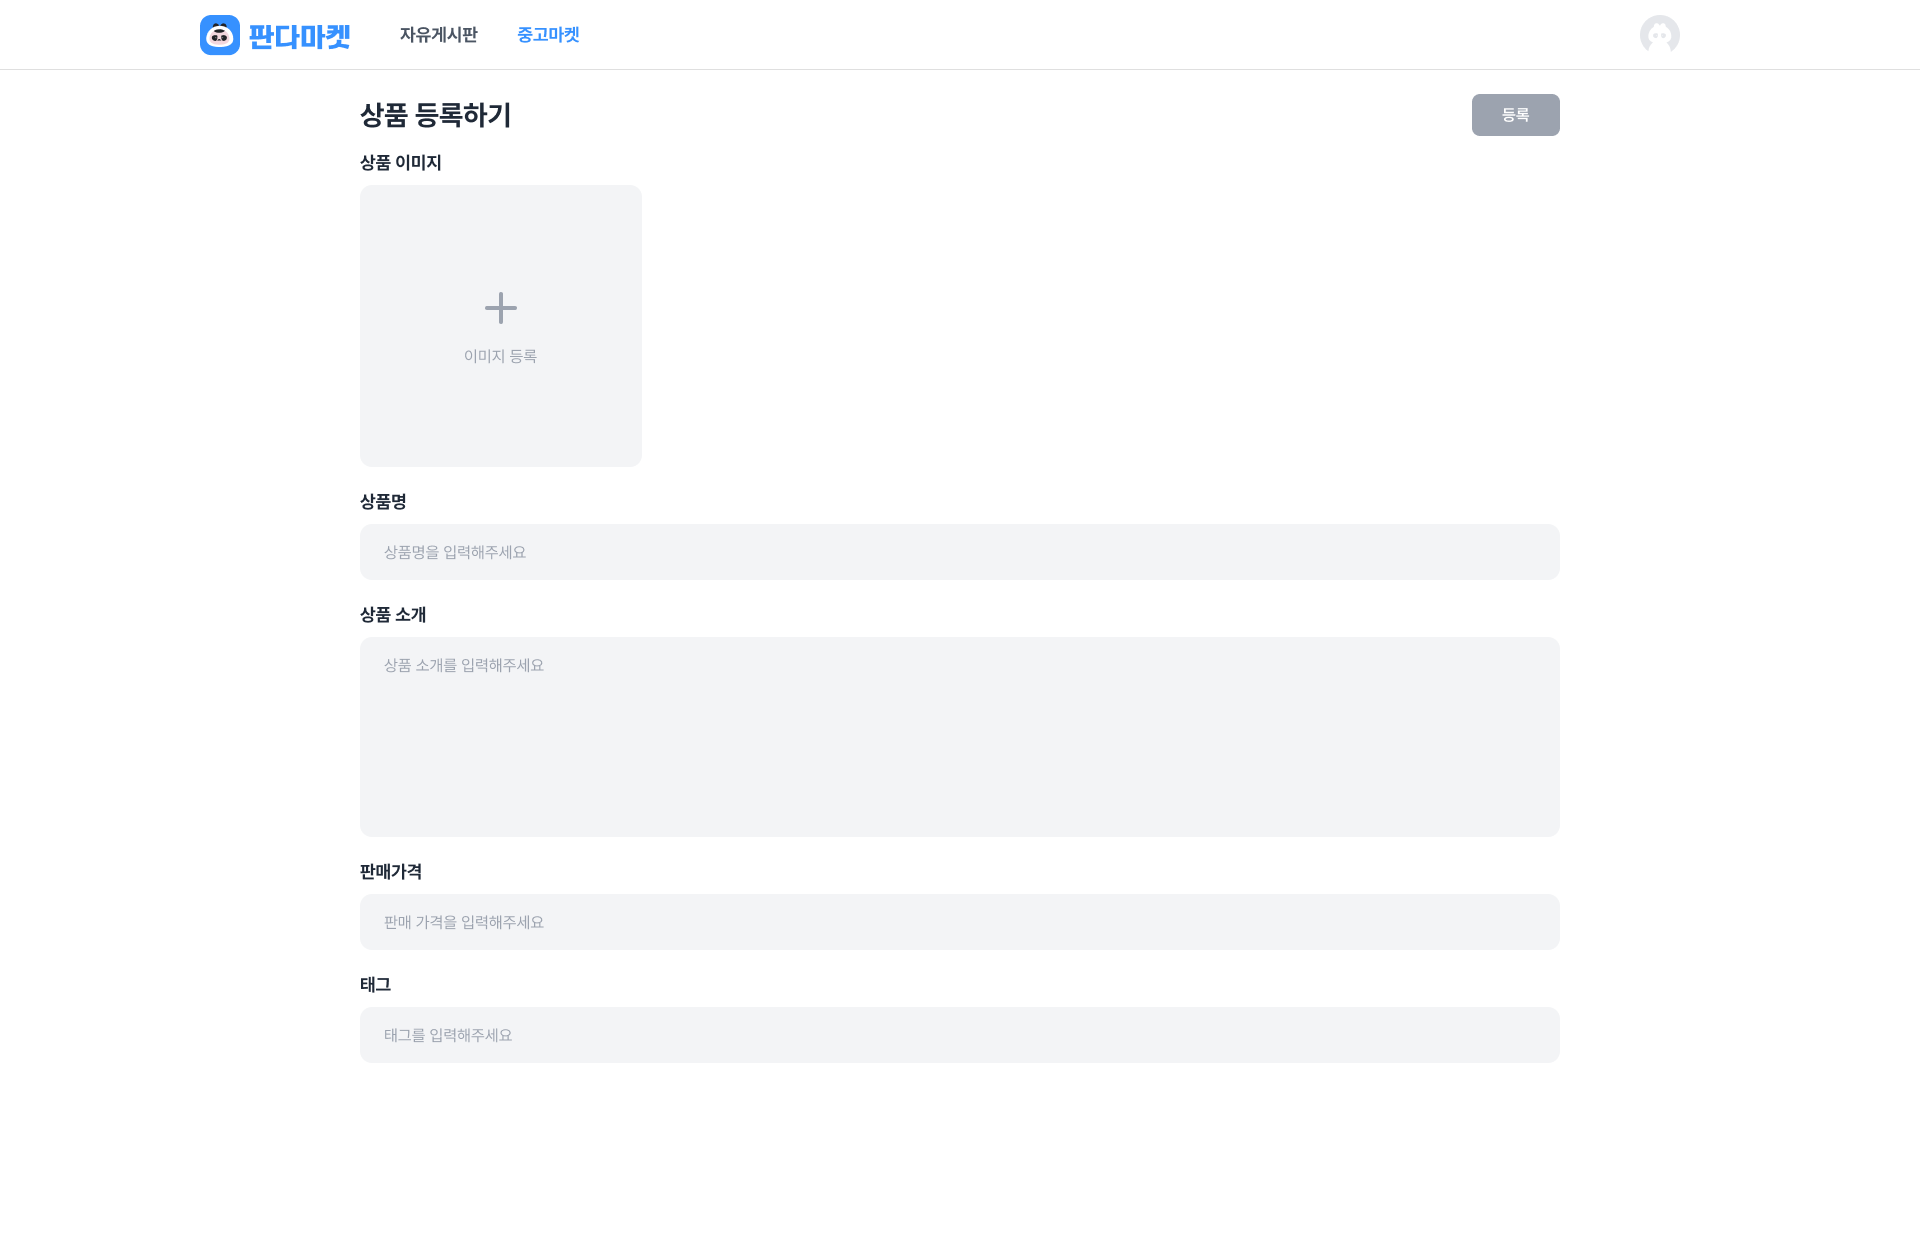 판다마켓 자유게시판 중고마켓
상품 등록하기 등록
상품 이미지
이미지 등록
상품명
상품명을 입력해주세요
상품 소개
상품 소개를 입력해주세요
판매가격
판매 가격을 입력해주세요
태그
태그를 입력해주세요